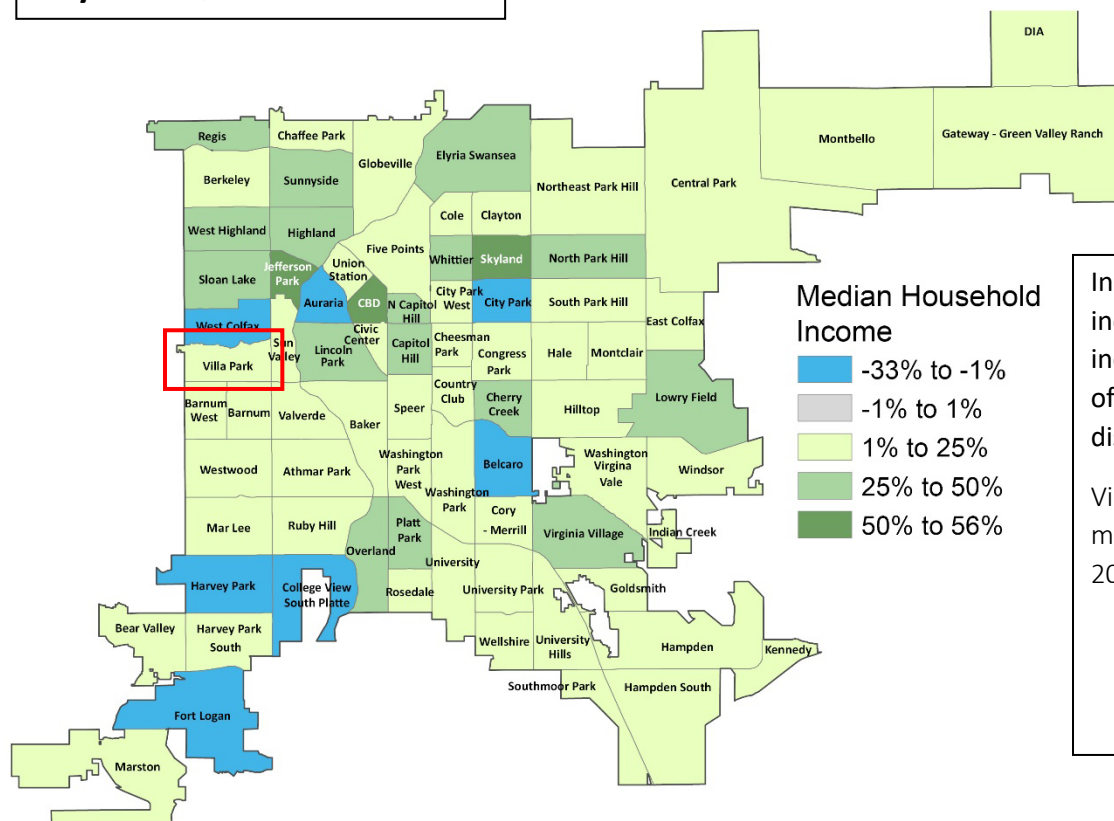 DIA
Regis
Chaffee Park
Globeville
Elyria Swansea
Montbello
Gateway - Green Valley Ranch
Berkeley
Sunnyside
Northeast Park Hill
Central Park
Cole
Clayton
West Highland
Highland
Five Points
Sloan Lake
Jefferson
Park
Union
Station
Whittier
Skyland
North Park Hill
Auraria
CBD
N Capitol
Hill
City Park
West
City Park
South Park Hill
East Colfax
West Colfax
Sun
Valley
Lincoln
Park
Civic
Center
Capitol
Hill
Cheesman
Park
Congress
Park
Hale
Montclair
Villa Park
Barnum
West
Barnum
Valverde
Baker
Speer
Country
Club
Cherry
Creek
Hilltop
Lowry Field
Westwood
Athmar Park
Washington
Park
West
Washington
Park
Belcaro
Washington
Virgina
Vale
Windsor
Mar Lee
Ruby Hill
Overland
Platt
Park
Cory
- Merrill
Virginia Village
Indian Creek
University
Harvey Park
College View
South Platte
Rosedale
University Park
Goldsmith
Bear Valley
Harvey Park
South
Wellshire
University
Hills
Hampden
Kennedy
Southmoor Park
Hampden South
Fort Logan
Marston
Median Household
Income
-33% to -1%
-1% to 1%
1% to 25%
25% to 50%
50% to 56%
In
of
Vi
20